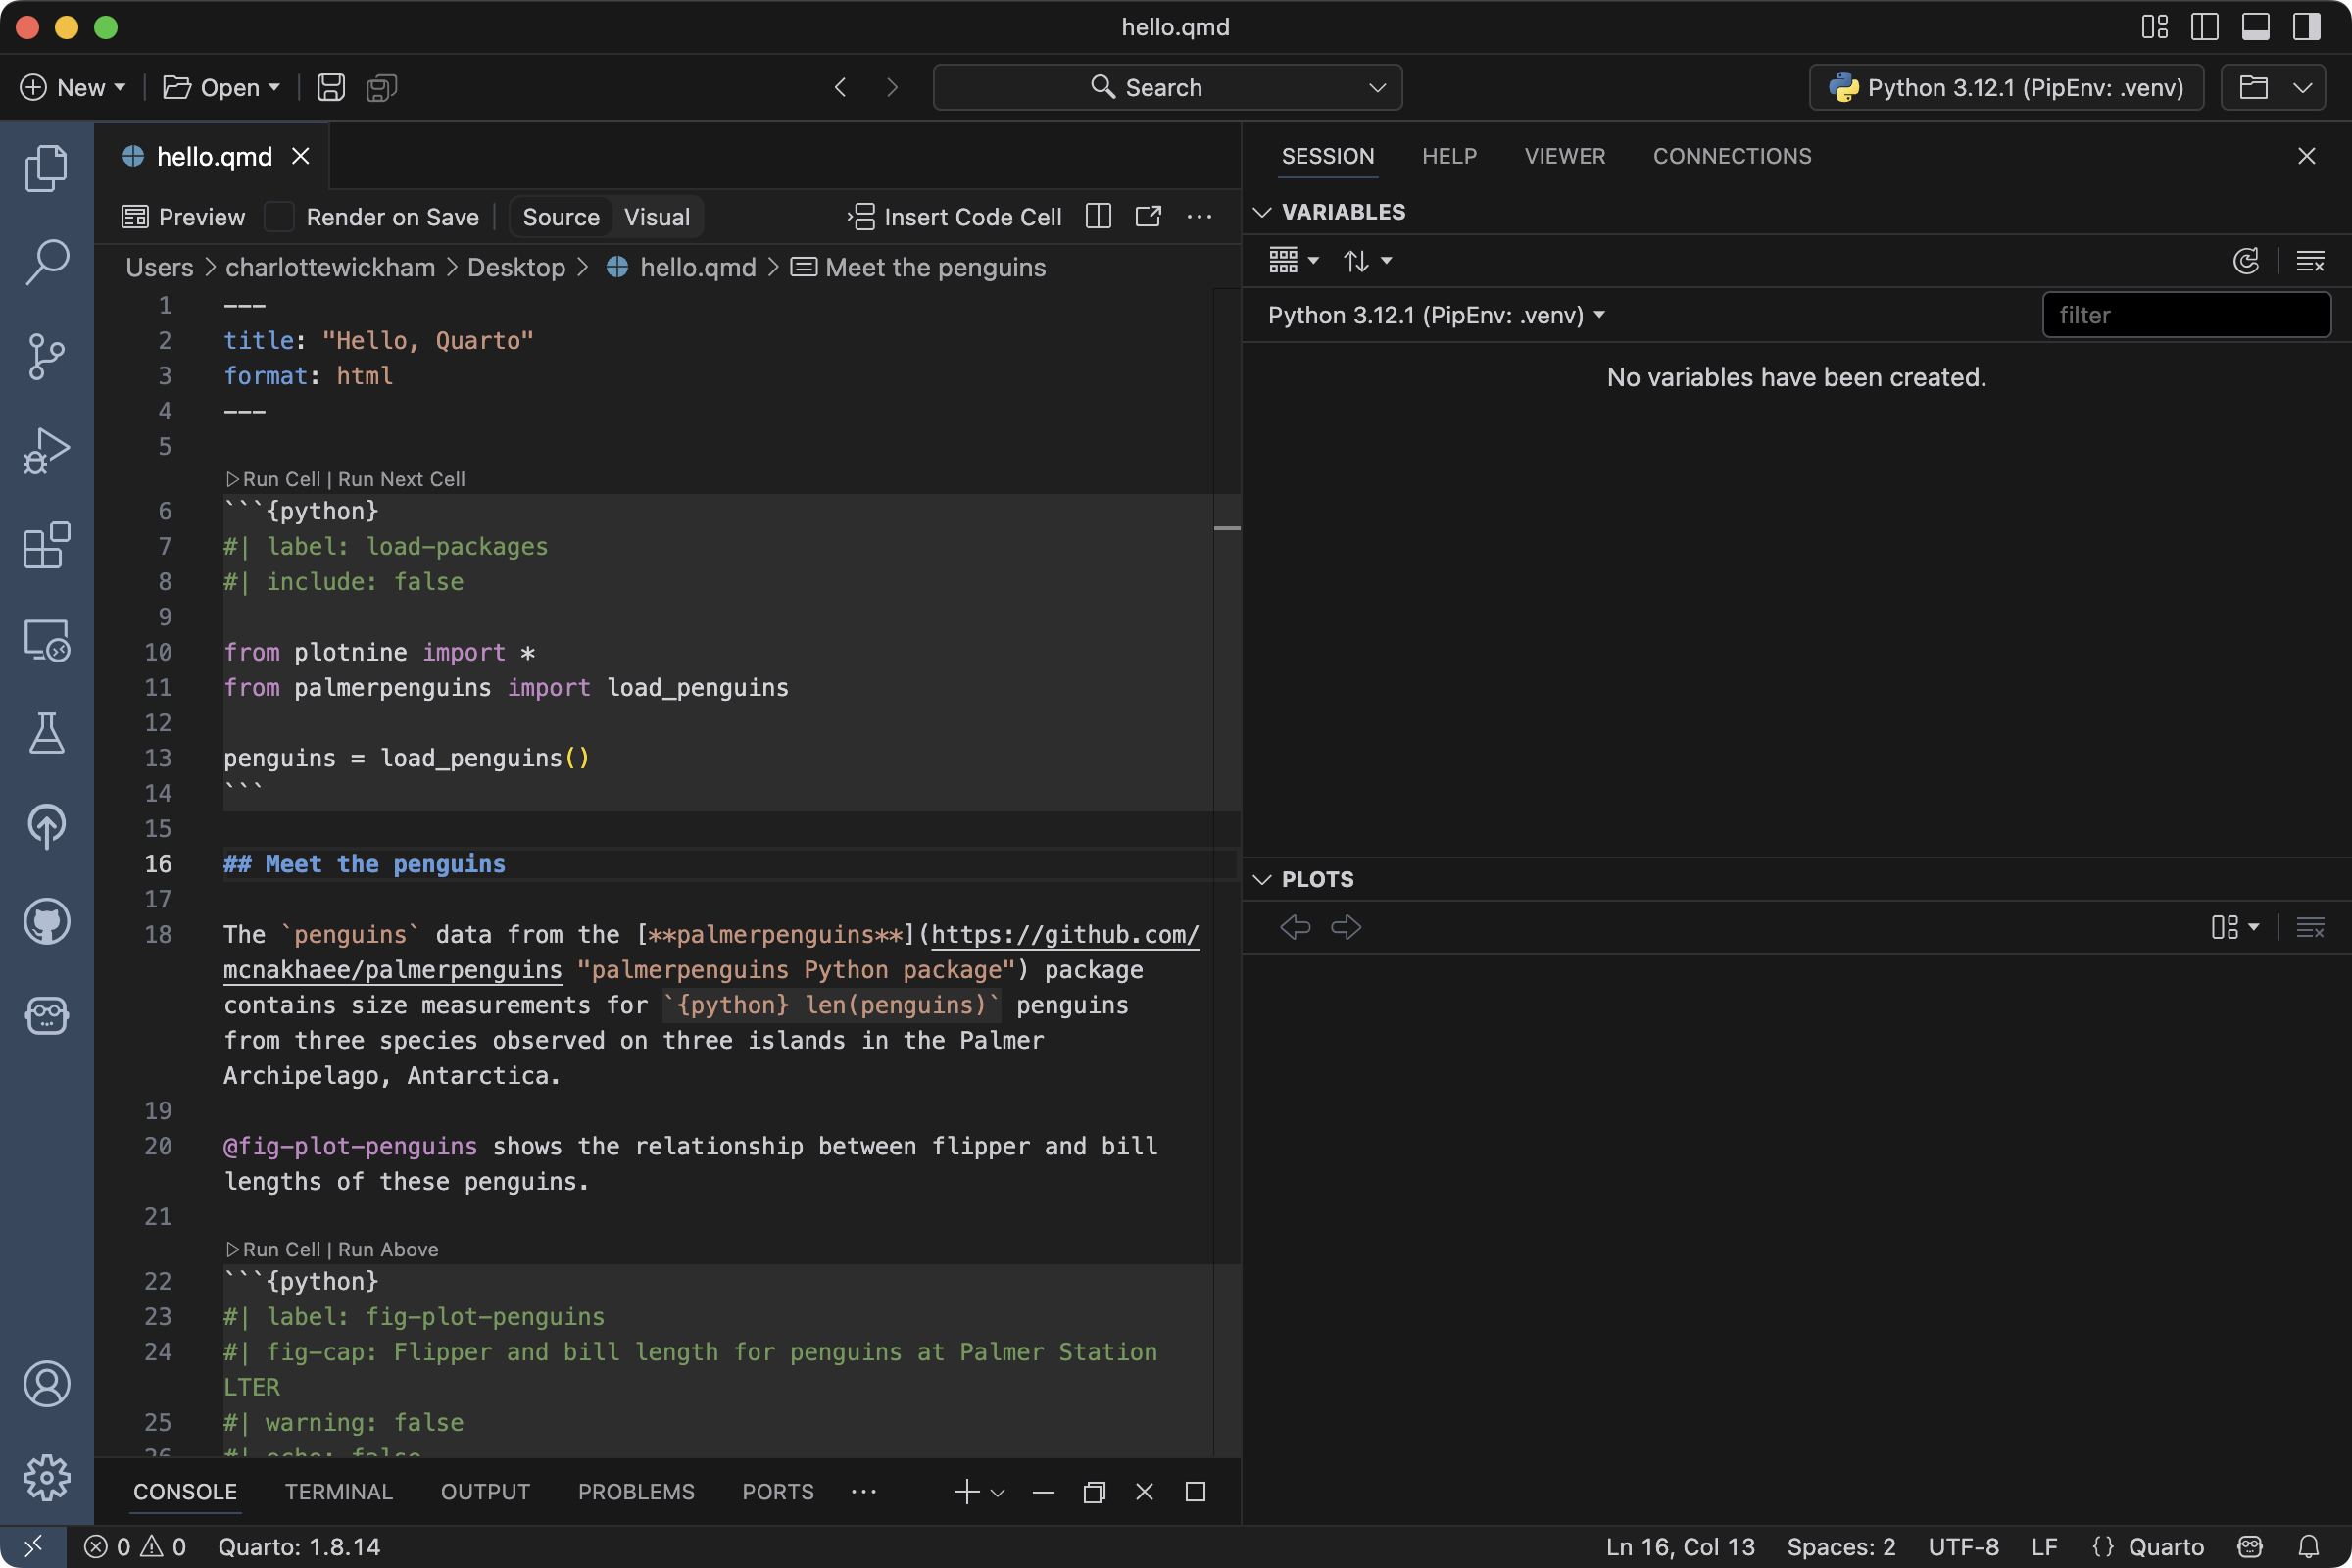 hello.qmd
New
Open
Search
Python 3.12.1 (PipEnv: .venv)
hello.qmd
Preview
Render on Save
Source
Visual
Insert Code Cell
Users > charlottewickham > Desktop > hello.qmd > Meet the penguins
1 ---
2 title: "Hello, Quarto"
3 format: html
4 ---
5
Run Cell | Run Next Cell
6 ```{python}
7 #| label: load-packages
8 #| include: false
9
10 from plotnine import *
11 from palmerpenguins import load_penguins
12
13 penguins = load_penguins()
14 ```
15
16 ## Meet the penguins
17
18 The `penguins` data from the [**palmerpenguins**](https://github.com/
mcnakhaee/palmerpenguins "palmerpenguins Python package") package
contains size measurements for `{python} len(penguins)` penguins
from three species observed on three islands in the Palmer
Archipelago, Antarctica.
19
20 @fig-plot-penguins shows the relationship between flipper and bill
lengths of these penguins.
21
Run Cell | Run Above
22 ```{python}
23 #| label: fig-plot-penguins
24 #| fig-cap: Flipper and bill length for penguins at Palmer Station
LTER
25 #| warning: false
26 #| echo: false
CONSOLE
TERMINAL
OUTPUT
PROBLEMS
PORTS
SESSION
HELP
VIEWER
CONNECTIONS
VARIABLES
Python 3.12.1 (PipEnv: .venv)
filter
No variables have been created.
PLOTS
0
0
Quarto: 1.8.14
Ln 16, Col 13
Spaces: 2
UTF-8
LF
{} Quarto